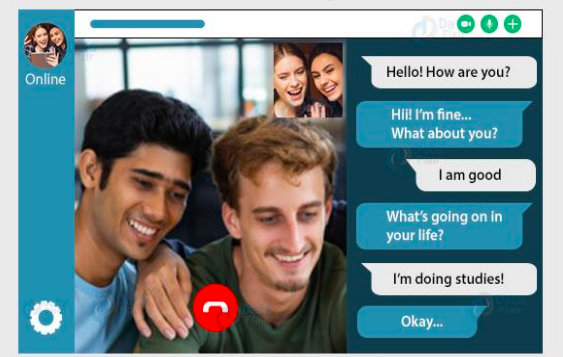 Online
Hello! How are you?
Hii! I'm fine...
What about you?
I am good
What's going on in
your life?
I'm doing studies!
Okay...